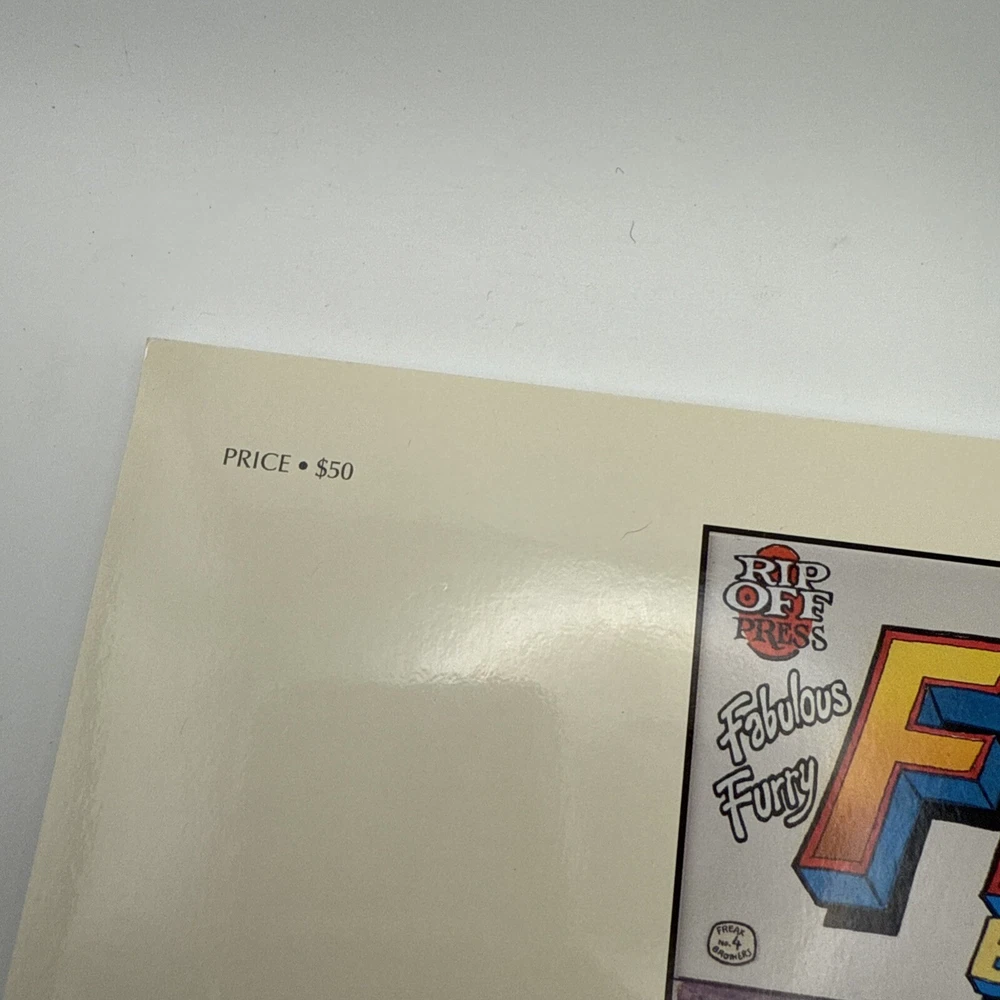 PRICE • $50
RIP
OFF
PRESS
Fabulous
Furry
F
FREAK
No. 4
BROTHERS